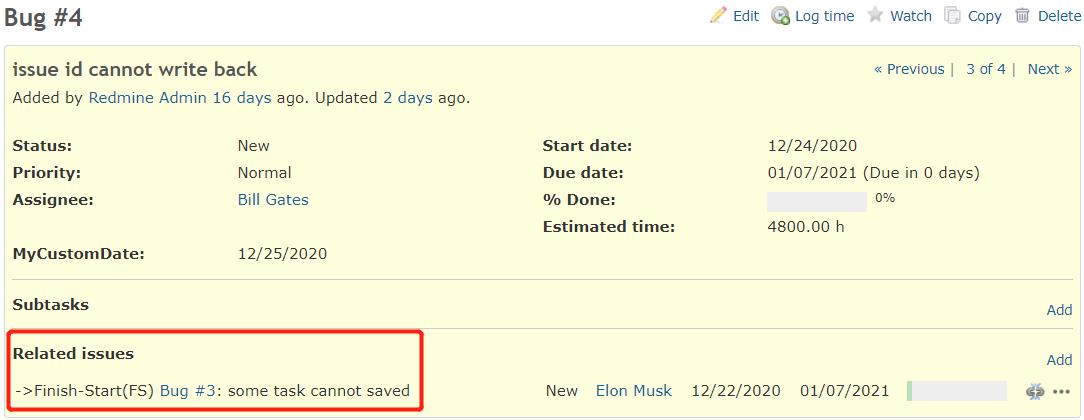 Bug #4
Edit Log time Watch Copy Delete
issue id cannot write back
« Previous | 3 of 4 | Next »
Added by Redmine Admin 16 days ago. Updated 2 days ago.
Status: New Start date: 12/24/2020
Priority: Normal Due date: 01/07/2021 (Due in 0 days)
Assignee: Bill Gates % Done: 0%
Estimated time: 4800.00 h
MyCustomDate: 12/25/2020
Subtasks Add
Related issues Add
->Finish-Start(FS) Bug #3: some task cannot saved New Elon Musk 12/22/2020 01/07/2021